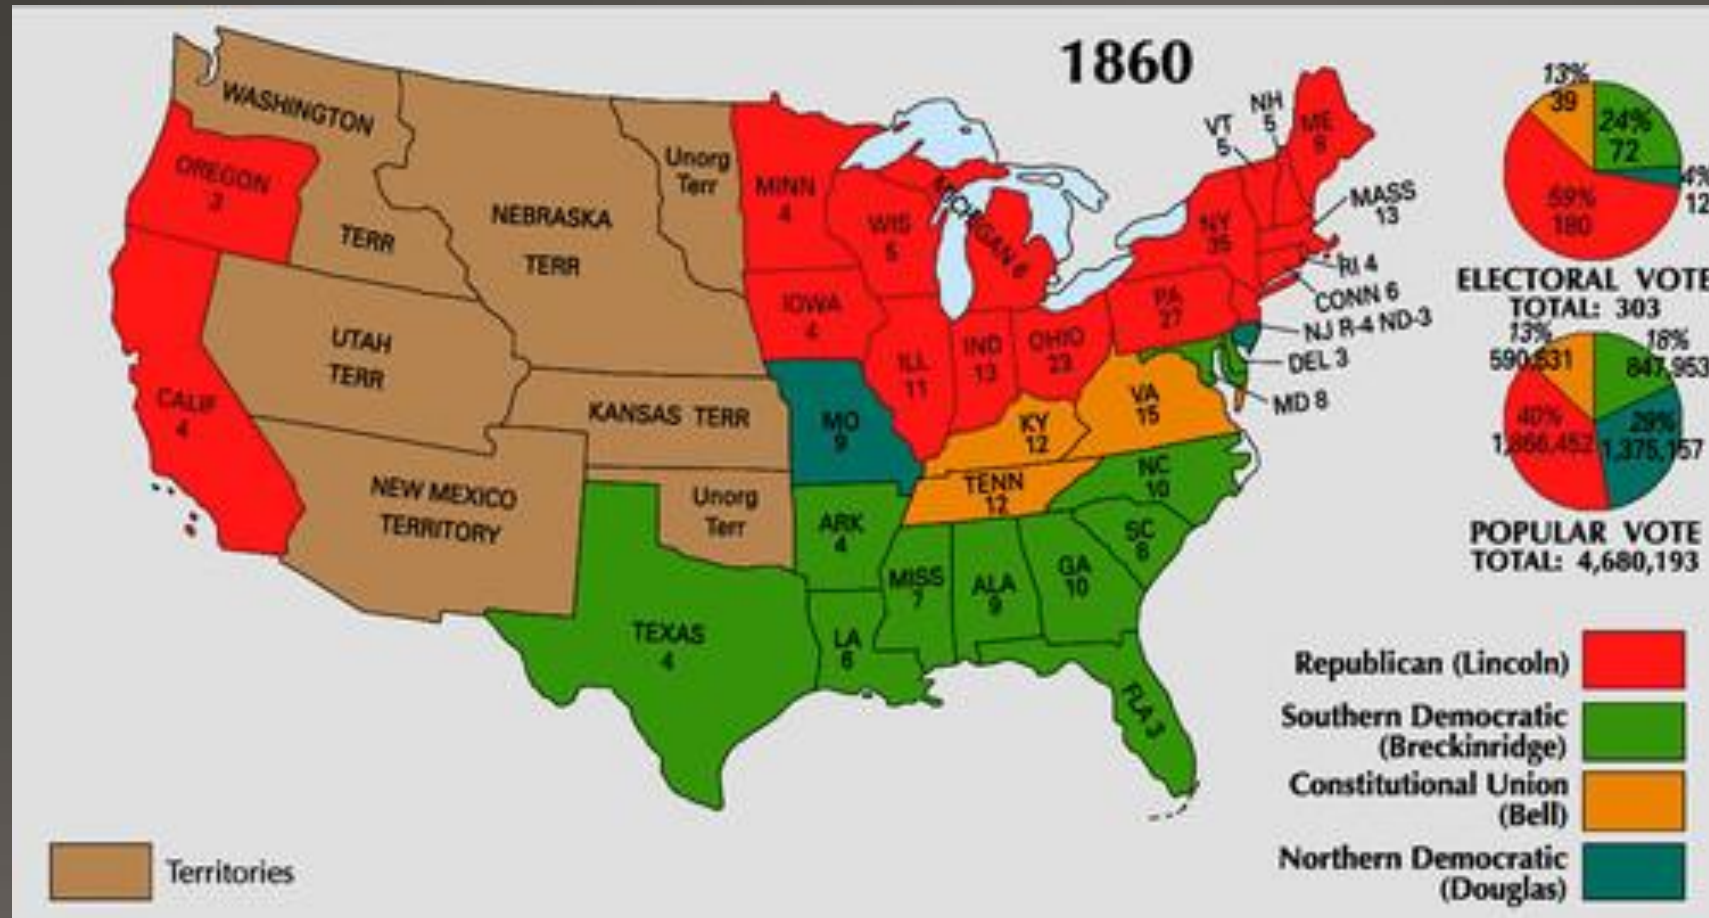 1860
WASHINGTON
TERR
OREGON
3
CALIF
4
UTAH
TERR
NEW MEXICO
TERRITORY
NEBRASKA
TERR
Unorg
Terr
KANSAS TERR
Unorg
Terr
MINN
4
IOWA
4
MO
9
ARK
4
LA
6
TEXAS
4
WIS
5
ILL
11
MICHIGAN 6
IND
13
OHIO
23
KY
12
TENN
12
MISS
7
ALA
9
GA
10
FLA 3
SC
8
NC
10
VA
15
PA
27
NY
35
VT
5
NH
5
ME
8
MASS
13
RI 4
CONN 6
NJ R-4 ND-3
DEL 3
MD 8
13%
39
24%
72
4%
12
59%
180
ELECTORAL VOTE
TOTAL: 303
13%
590,631
18%
847,953
40%
1,866,452
29%
1,375,157
POPULAR VOTE
TOTAL: 4,680,193
Republican (Lincoln)
Southern Democratic
(Breckinridge)
Constitutional Union
(Bell)
Northern Democratic
(Douglas)
Territories